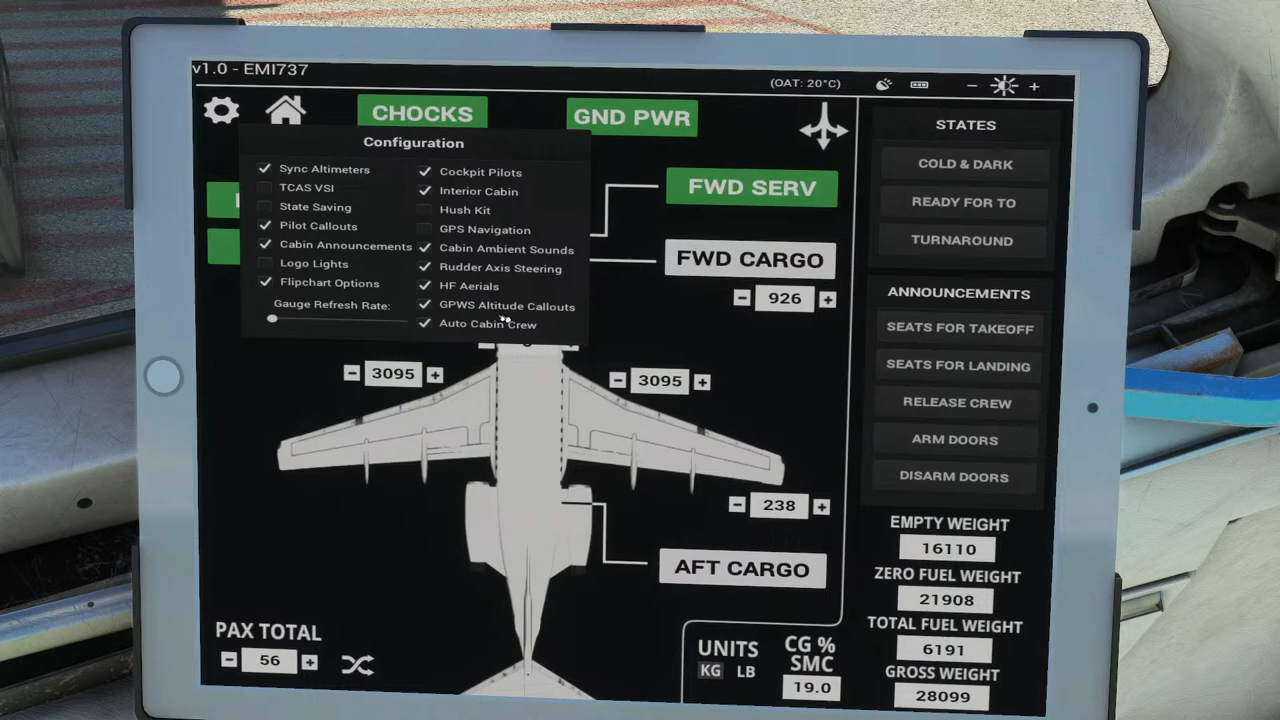 v1.0 - EMI737
(OAT: 20°C)
- +
CHOCKS
GND PWR
Configuration
Sync Altimeters
TCAS VSI
State Saving
Pilot Callouts
Cabin Announcements
Logo Lights
Flipchart Options
Gauge Refresh Rate:
Cockpit Pilots
Interior Cabin
Hush Kit
GPS Navigation
Cabin Ambient Sounds
Rudder Axis Steering
HF Aerials
GPWS Altitude Callouts
Auto Cabin Crew
FWD SERV
FWD CARGO
- 926 +
- 3095 +
- 3095 +
- 238 +
AFT CARGO
PAX TOTAL
- 56 +
UNITS
KG LB
CG %
SMC
19.0
STATES
COLD & DARK
READY FOR TO
TURNAROUND
ANNOUNCEMENTS
SEATS FOR TAKEOFF
SEATS FOR LANDING
RELEASE CREW
ARM DOORS
DISARM DOORS
EMPTY WEIGHT
16110
ZERO FUEL WEIGHT
21908
TOTAL FUEL WEIGHT
6191
GROSS WEIGHT
28099